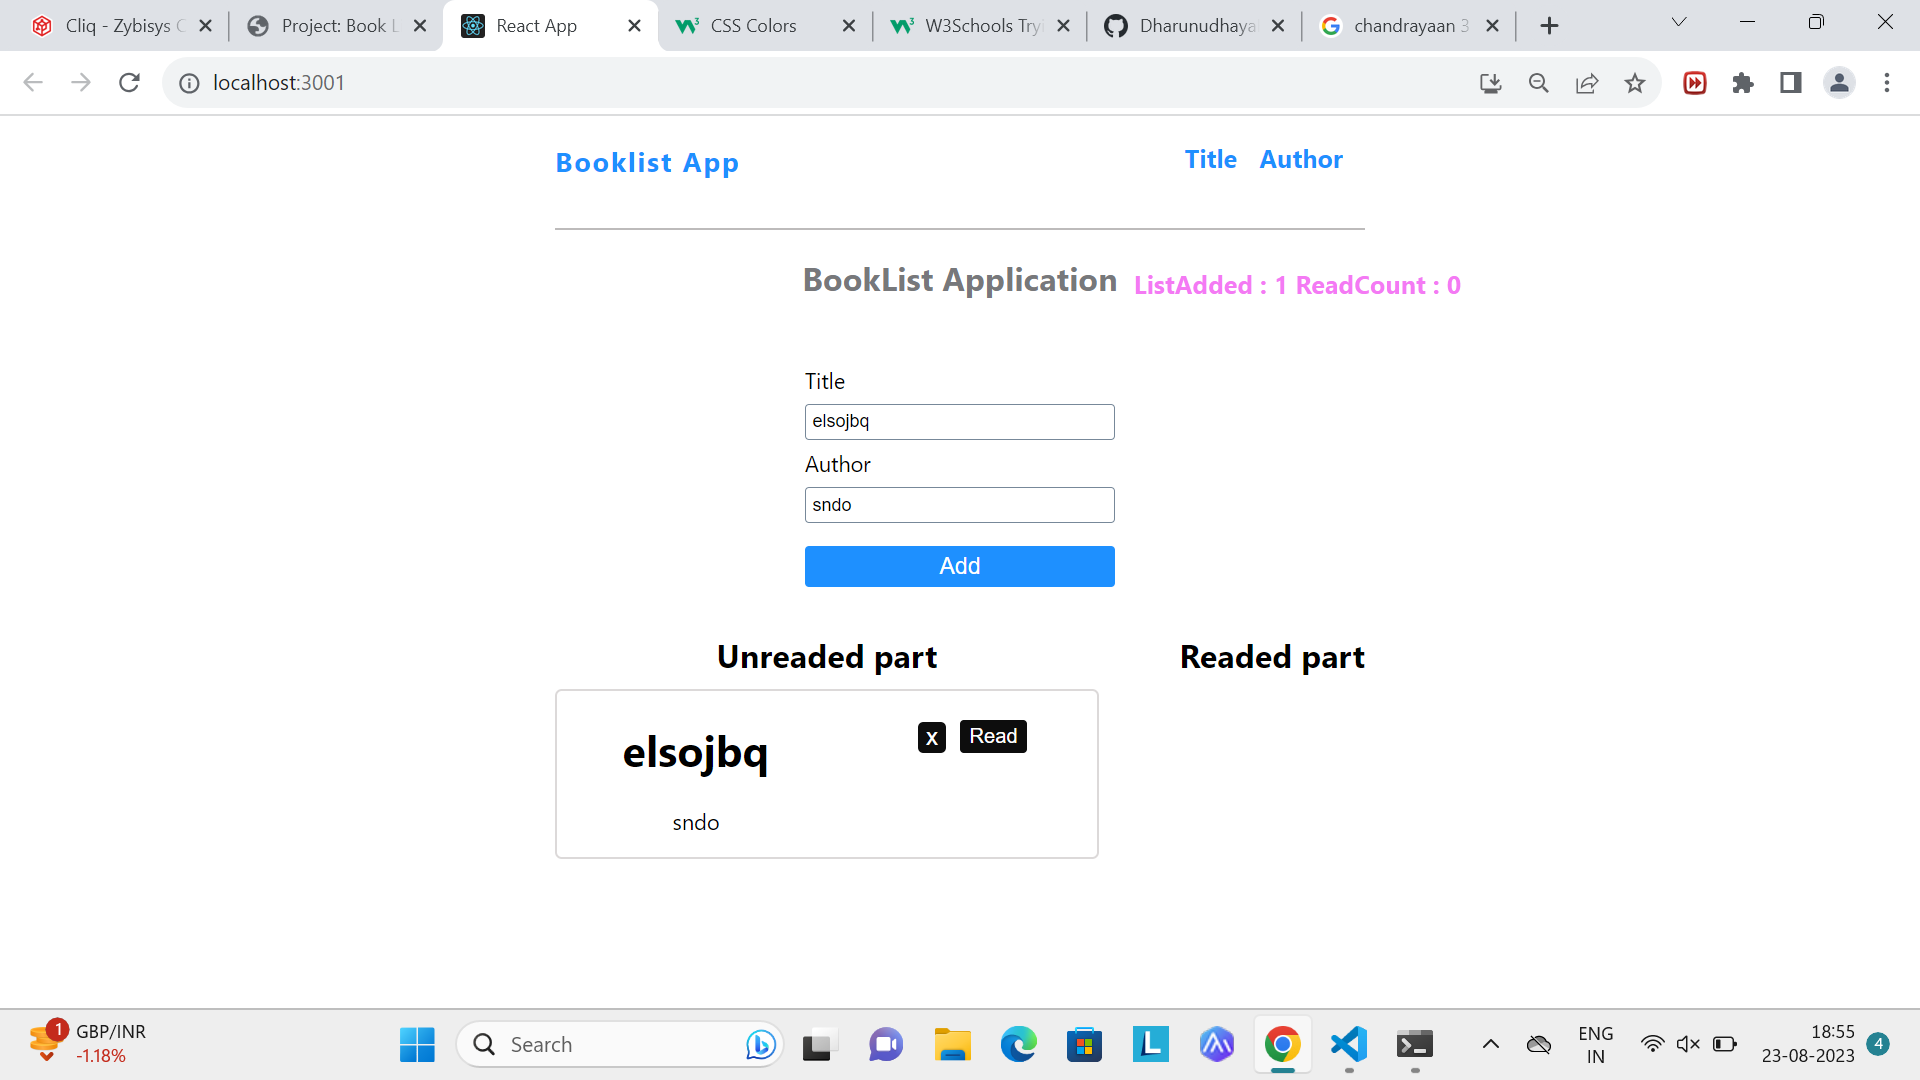 Cliq - Zybisys C
Project: Book L
React App
CSS Colors
W3Schools Tryi
Dharunudhaya
chandrayaan 3
localhost:3001
Booklist App
Title Author
BookList Application
ListAdded : 1 ReadCount : 0
Title
elsojbq
Author
sndo
Add
Unreaded part
Readed part
elsojbq
x
Read
sndo
1
GBP/INR
-1.18%
Search
L
ENG
IN
18:55
23-08-2023
4